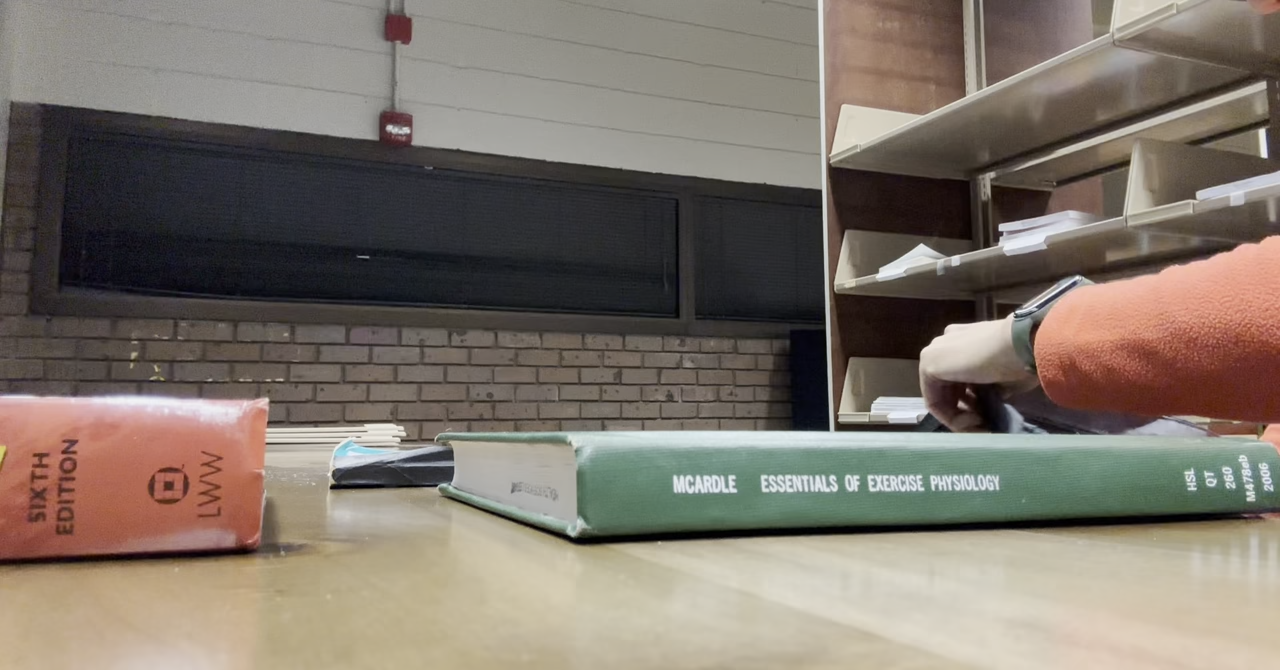 SIXTH
EDITION
LWW
MCARDLE ESSENTIALS OF EXERCISE PHYSIOLOGY
HSL
QT
260
M478eb
2006